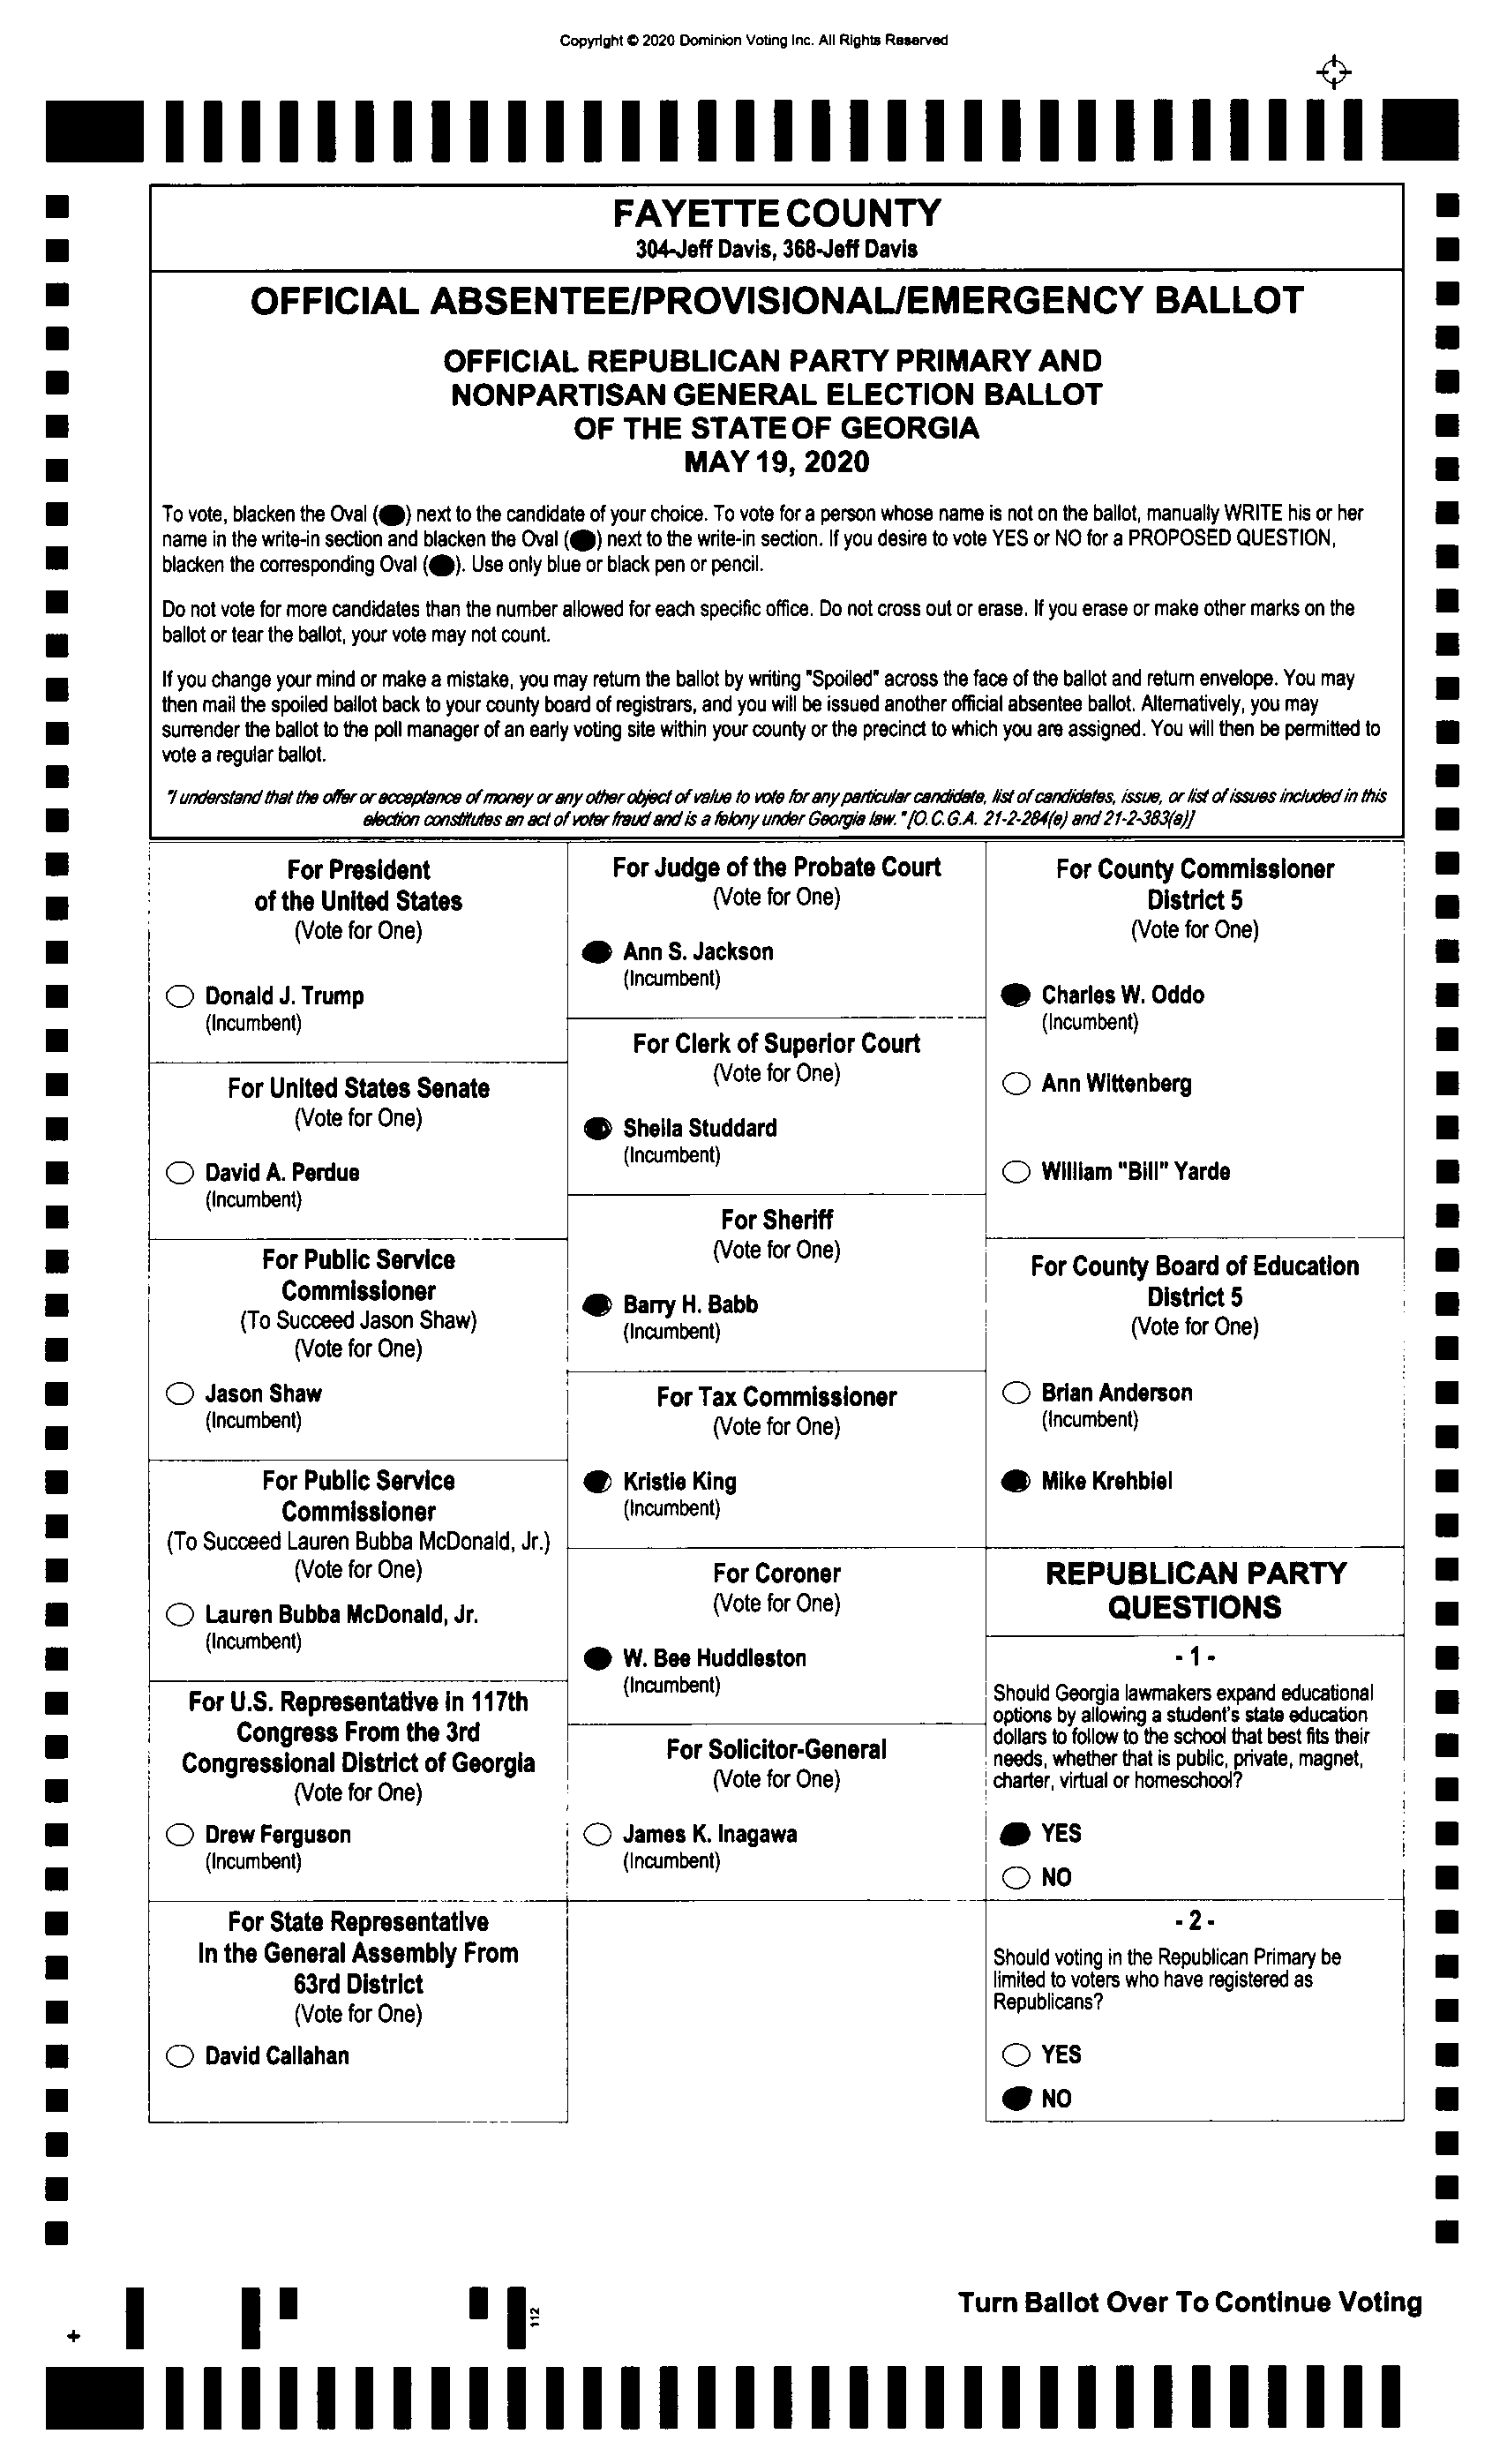 Copyright © 2020 Dominion Voting Inc. All Rights Reserved
FAYETTE COUNTY
304-Jeff Davis, 368-Jeff Davis
OFFICIAL ABSENTEE/PROVISIONAL/EMERGENCY BALLOT
OFFICIAL REPUBLICAN PARTY PRIMARY AND
NONPARTISAN GENERAL ELECTION BALLOT
OF THE STATE OF GEORGIA
MAY 19, 2020
To vote, blacken the Oval ( ) next to the candidate of your choice. To vote for a person whose name is not on the ballot, manually WRITE his or her
name in the write-in section and blacken the Oval ( ) next to the write-in section. If you desire to vote YES or NO for a PROPOSED QUESTION,
blacken the corresponding Oval ( ). Use only blue or black pen or pencil.
Do not vote for more candidates than the number allowed for each specific office. Do not cross out or erase. If you erase or make other marks on the
ballot or tear the ballot, your vote may not count.
If you change your mind or make a mistake, you may return the ballot by writing "Spoiled" across the face of the ballot and return envelope. You may
then mail the spoiled ballot back to your county board of registrars, and you will be issued another official absentee ballot. Alternatively, you may
surrender the ballot to the poll manager of an early voting site within your county or the precinct to which you are assigned. You will then be permitted to
vote a regular ballot.
"I understand that the offer or acceptance of money or any other object of value to vote for any particular candidate, list of candidates, issue, or list of issues included in this
election constitutes an act of voter fraud and is a felony under Georgia law." [O.C.G.A. 21-2-284(e) and 21-2-383(a)]
For President
of the United States
(Vote for One)
Donald J. Trump
(Incumbent)
For United States Senate
(Vote for One)
David A. Perdue
(Incumbent)
For Public Service
Commissioner
(To Succeed Jason Shaw)
(Vote for One)
Jason Shaw
(Incumbent)
For Public Service
Commissioner
(To Succeed Lauren Bubba McDonald, Jr.)
(Vote for One)
Lauren Bubba McDonald, Jr.
(Incumbent)
For U.S. Representative in 117th
Congress From the 3rd
Congressional District of Georgia
(Vote for One)
Drew Ferguson
(Incumbent)
For State Representative
In the General Assembly From
63rd District
(Vote for One)
David Callahan
For Judge of the Probate Court
(Vote for One)
Ann S. Jackson
(Incumbent)
For Clerk of Superior Court
(Vote for One)
Sheila Studdard
(Incumbent)
For Sheriff
(Vote for One)
Barry H. Babb
(Incumbent)
For Tax Commissioner
(Vote for One)
Kristie King
(Incumbent)
For Coroner
(Vote for One)
W. Bee Huddleston
(Incumbent)
For Solicitor-General
(Vote for One)
James K. Inagawa
(Incumbent)
For County Commissioner
District 5
(Vote for One)
Charles W. Oddo
(Incumbent)
Ann Wittenberg
William "Bill" Yarde
For County Board of Education
District 5
(Vote for One)
Brian Anderson
(Incumbent)
Mike Krehbiel
REPUBLICAN PARTY
QUESTIONS
- 1 -
Should Georgia lawmakers expand educational
options by allowing a student's state education
dollars to follow to the school that best fits their
needs, whether that is public, private, magnet,
charter, virtual or homeschool?
YES
NO
- 2 -
Should voting in the Republican Primary be
limited to voters who have registered as
Republicans?
YES
NO
112
Turn Ballot Over To Continue Voting
+